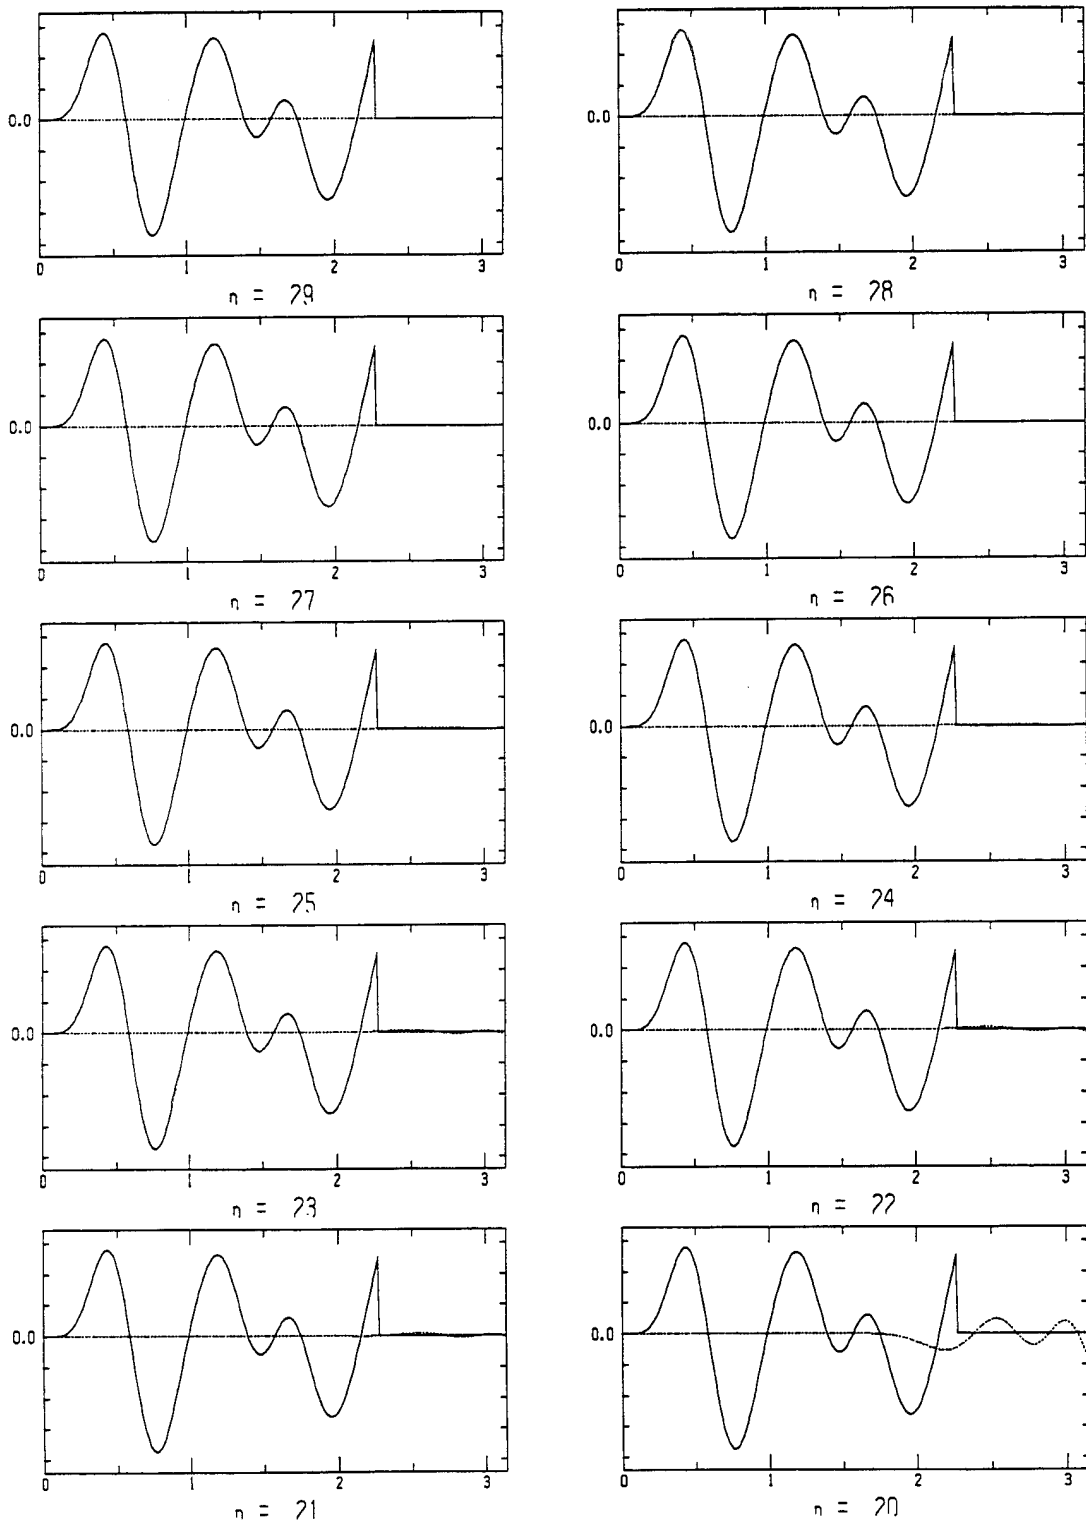 0.0 0.0
0 1 2 3 0 1 2 3
n = 29 n = 28
0.0 0.0
0 1 2 3 0 1 2 3
n = 27 n = 26
0.0 0.0
0 1 2 3 0 1 2 3
n = 25 n = 24
0.0 0.0
0 1 2 3 0 1 2 3
n = 23 n = 22
0.0 0.0
0 1 2 3 0 1 2 3
n = 21 n = 20